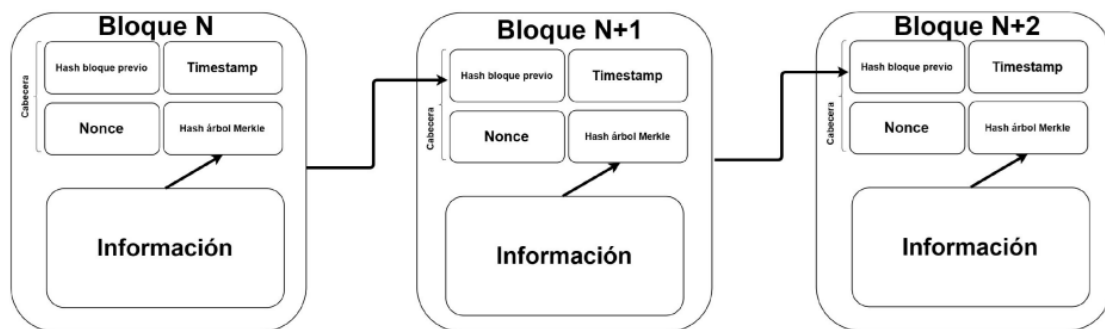 Bloque N
Cabecera
Hash bloque previo
Timestamp
Nonce
Hash árbol Merkle
Información
Bloque N+1
Cabecera
Hash bloque previo
Timestamp
Nonce
Hash árbol Merkle
Información
Bloque N+2
Cabecera
Hash bloque previo
Timestamp
Nonce
Hash árbol Merkle
Información